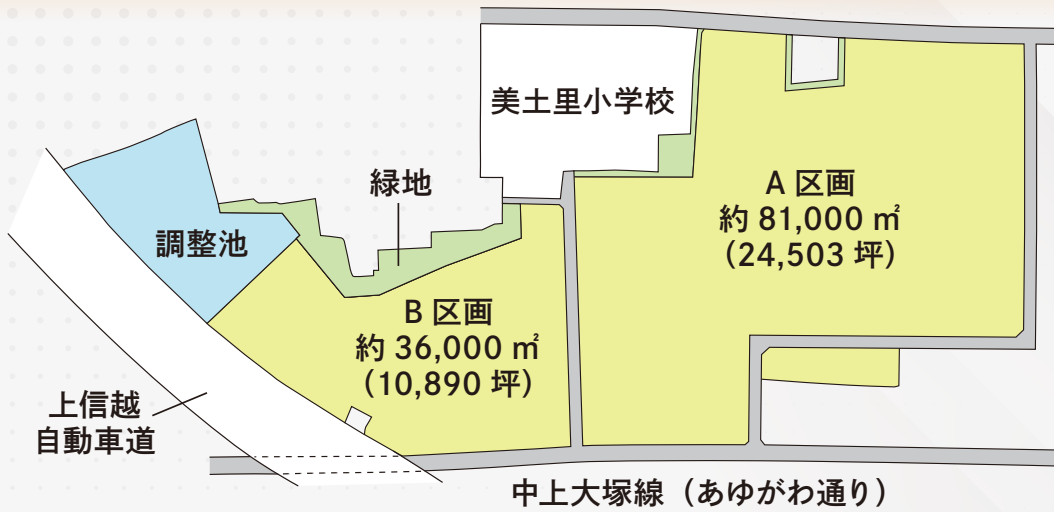 美土里小学校
緑地
A 区画
約 81,000 ㎡
(24,503 坪)
調整池
B 区画
約 36,000 ㎡
(10,890 坪)
上信越
自動車道
中上大塚線（あゆがわ通り）